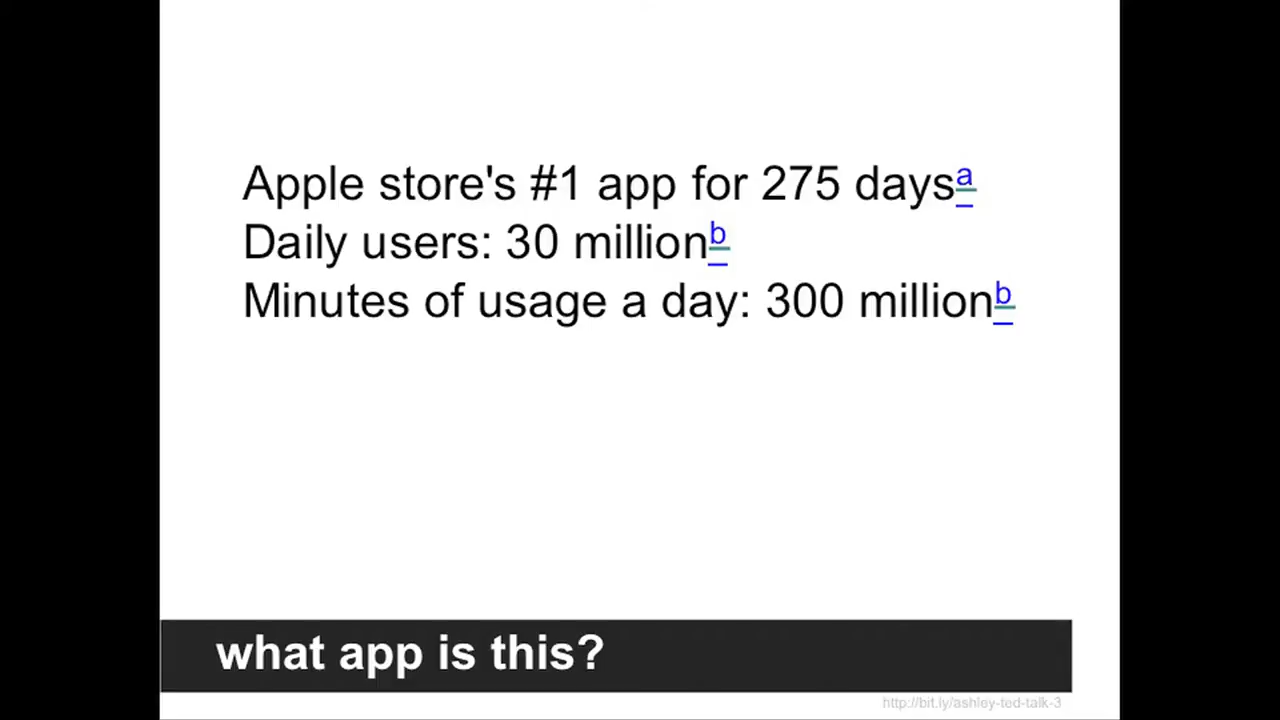 Apple store's #1 app for 275 daysa
Daily users: 30 millionb
Minutes of usage a day: 300 millionb
what app is this?
http://bit.ly/ashley-ted-talk-3